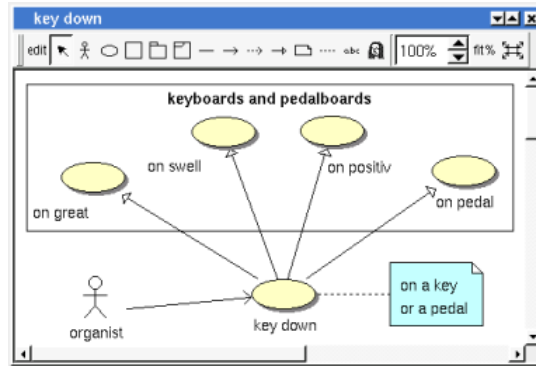 key down
edit abc 100% fit%
keyboards and pedalboards
on swell
on positiv
on great
on pedal
on a key
or a pedal
organist
key down